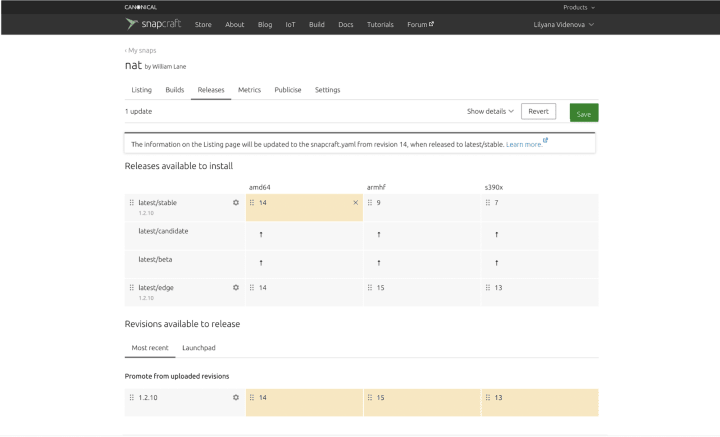 CANONICAL Products
snapcraft Store About Blog IoT Build Docs Tutorials Forum Lilyana Videnova
‹ My snaps
nat by William Lane
Listing Builds Releases Metrics Publicise Settings
1 update Show details Revert Save
The information on the Listing page will be updated to the snapcraft.yaml from revision 14, when released to latest/stable. Learn more.
Releases available to install
amd64 armhf s390x
latest/stable 14 × 9 7
1.2.10
latest/candidate ↑ ↑ ↑
latest/beta ↑ ↑ ↑
latest/edge 14 15 13
1.2.10
Revisions available to release
Most recent Launchpad
Promote from uploaded revisions
1.2.10 14 15 13